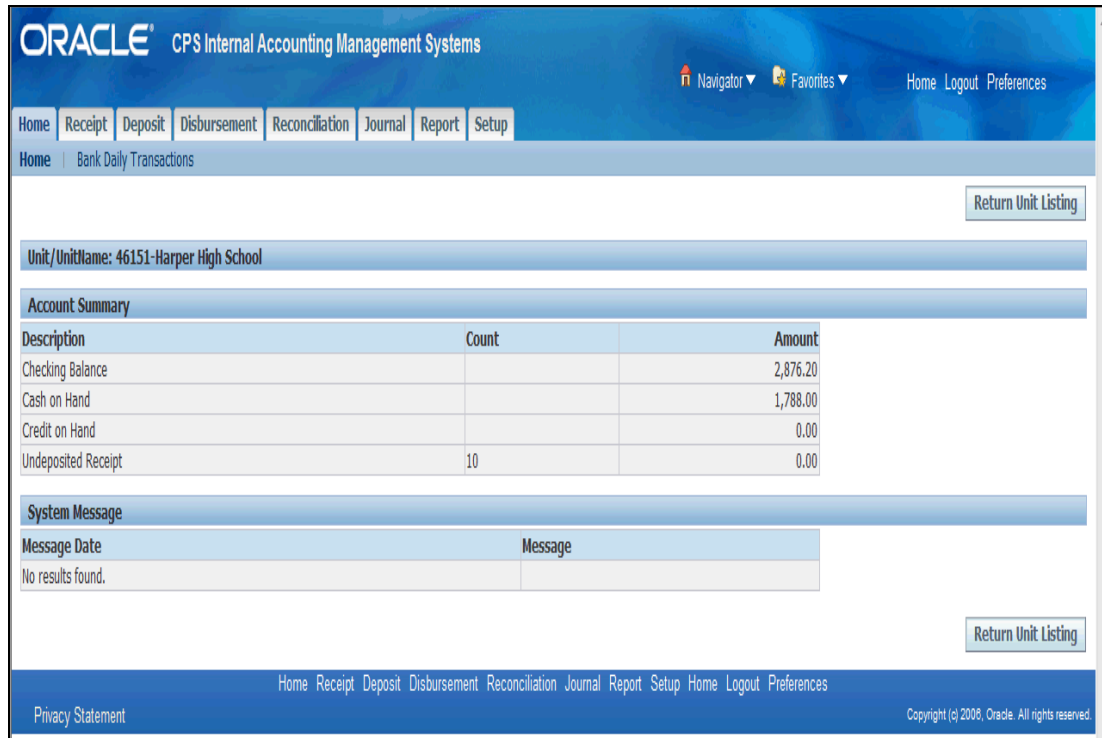 ORACLE® CPS Internal Accounting Management Systems
Navigator ▼ Favorites ▼ Home Logout Preferences
Home Receipt Deposit Disbursement Reconciliation Journal Report Setup
Home | Bank Daily Transactions
Return Unit Listing
Unit/UnitName: 46151-Harper High School
Account Summary
Description Count Amount
Checking Balance 2,876.20
Cash on Hand 1,788.00
Credit on Hand 0.00
Undeposited Receipt 10 0.00
System Message
Message Date Message
No results found.
Return Unit Listing
Home Receipt Deposit Disbursement Reconciliation Journal Report Setup Home Logout Preferences
Privacy Statement Copyright (c) 2006, Oracle. All rights reserved.